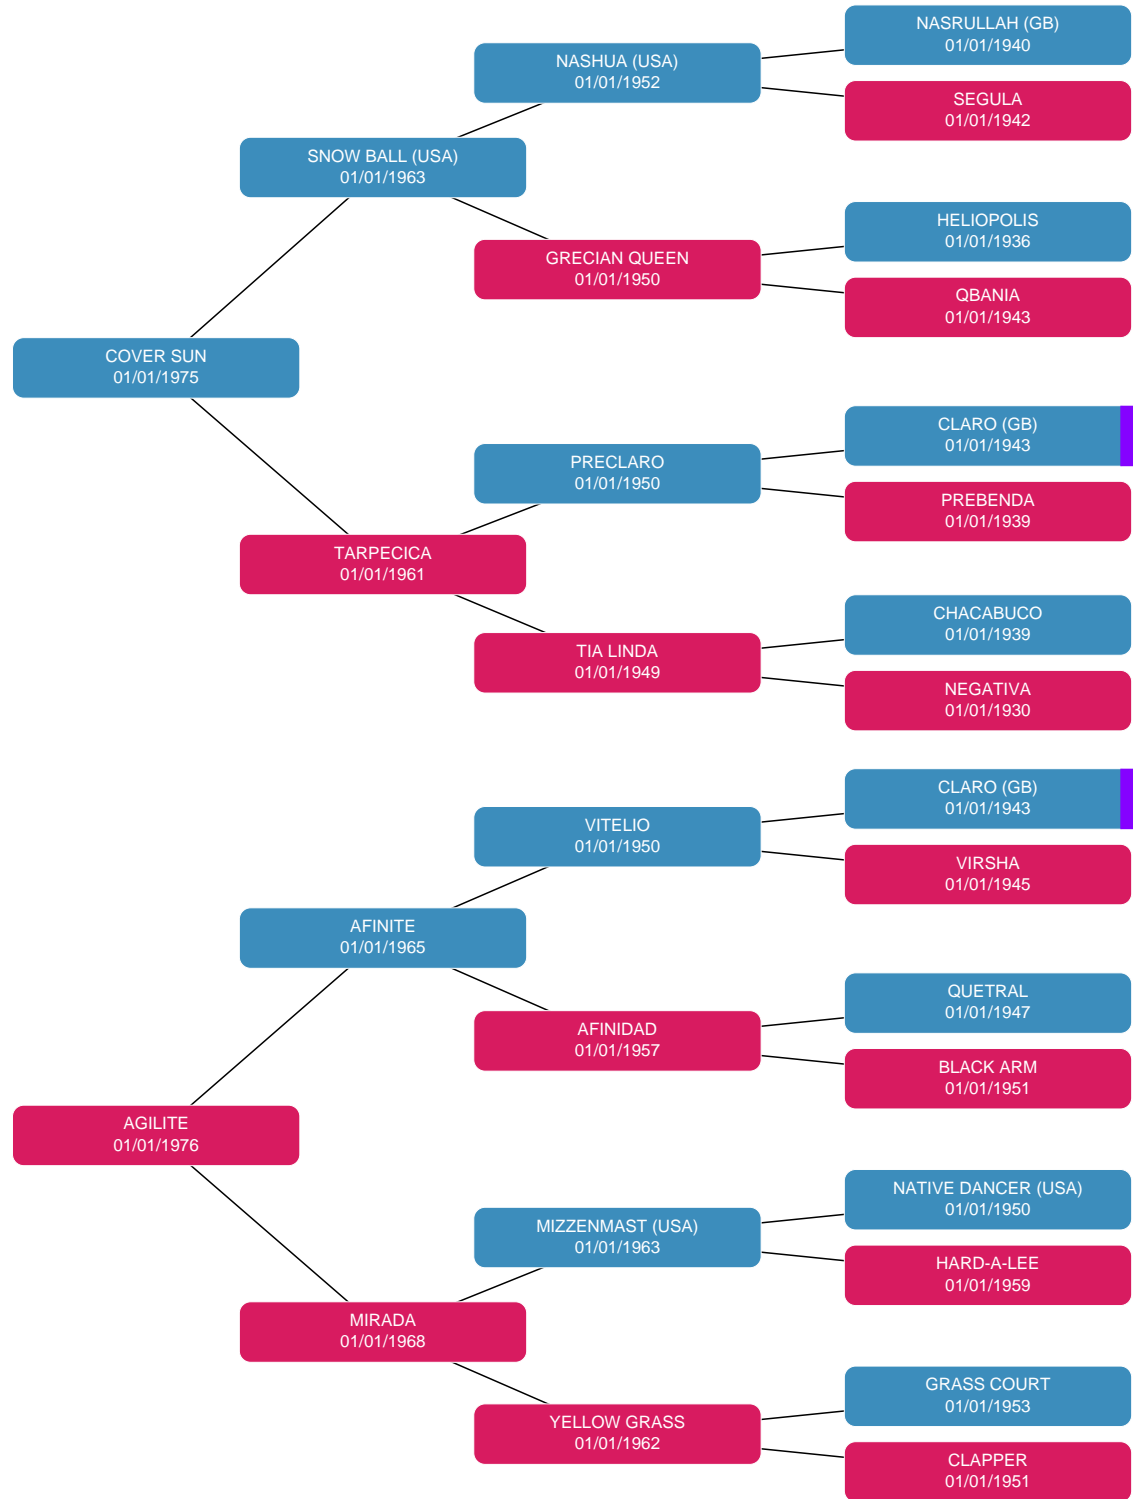 NASRULLAH (GB)
01/01/1940
NASHUA (USA)
01/01/1952
SEGULA
01/01/1942
SNOW BALL (USA)
01/01/1963
HELIOPOLIS
01/01/1936
GRECIAN QUEEN
01/01/1950
QBANIA
01/01/1943
COVER SUN
01/01/1975
CLARO (GB)
01/01/1943
PRECLARO
01/01/1950
PREBENDA
01/01/1939
TARPECICA
01/01/1961
CHACABUCO
01/01/1939
TIA LINDA
01/01/1949
NEGATIVA
01/01/1930
CLARO (GB)
01/01/1943
VITELIO
01/01/1950
VIRSHA
01/01/1945
AFINITE
01/01/1965
QUETRAL
01/01/1947
AFINIDAD
01/01/1957
BLACK ARM
01/01/1951
AGILITE
01/01/1976
NATIVE DANCER (USA)
01/01/1950
MIZZENMAST (USA)
01/01/1963
HARD-A-LEE
01/01/1959
MIRADA
01/01/1968
GRASS COURT
01/01/1953
YELLOW GRASS
01/01/1962
CLAPPER
01/01/1951